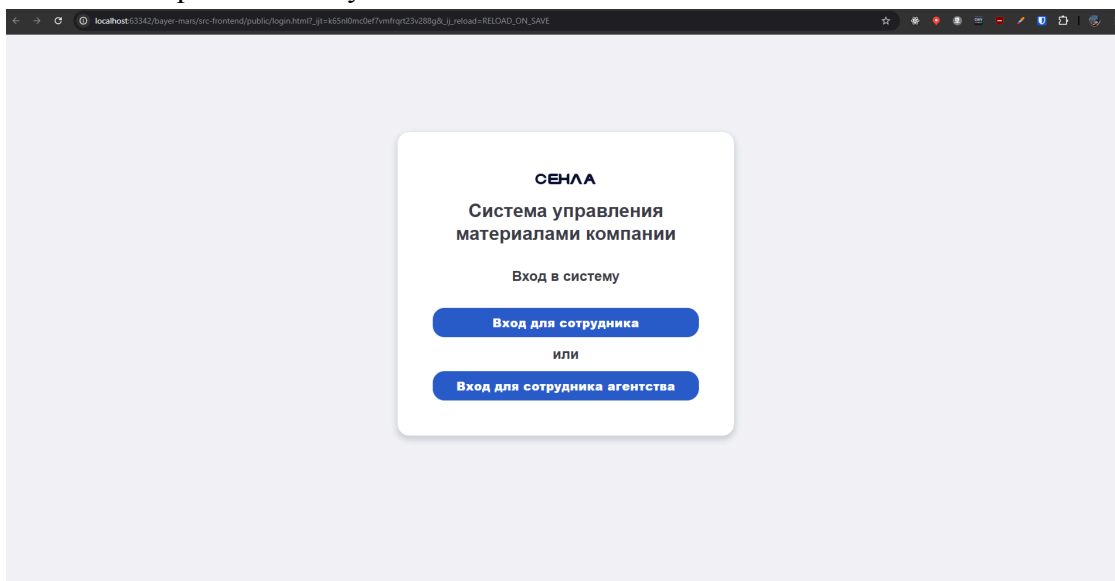 localhost:63342/bayer-mars/src-frontend/public/login.html?_ijt=k65nl0mc0ef7vmfrqrt23v288g&_ij_reload=RELOAD_ON_SAVE
СЕНЛА
Система управления
материалами компании
Вход в систему
Вход для сотрудника
или
Вход для сотрудника агентства